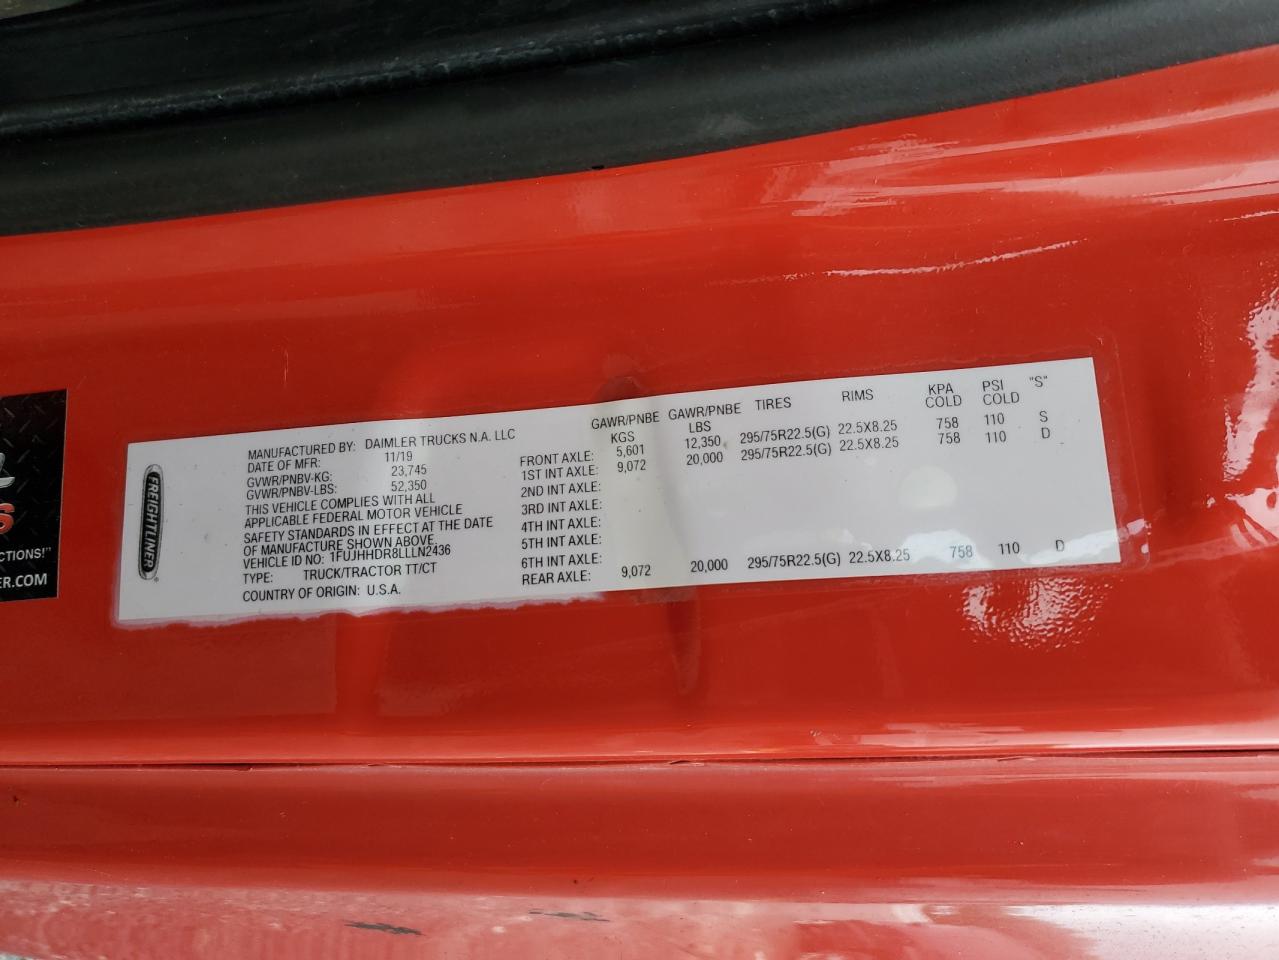 FREIGHTLINER
MANUFACTURED BY: DAIMLER TRUCKS N.A. LLC
DATE OF MFR: 11/19
GVWR/PNBV-KG: 23,745
GVWR/PNBV-LBS: 52,350
THIS VEHICLE COMPLIES WITH ALL
APPLICABLE FEDERAL MOTOR VEHICLE
SAFETY STANDARDS IN EFFECT AT THE DATE
OF MANUFACTURE SHOWN ABOVE.
VEHICLE ID NO: 1FUJHHDR8LLLN2436
TYPE: TRUCK/TRACTOR TT/CT
COUNTRY OF ORIGIN: U.S.A.
GAWR/PNBE KGS GAWR/PNBE LBS TIRES RIMS KPA COLD PSI COLD "S"
FRONT AXLE: 5,601 12,350 295/75R22.5(G) 22.5X8.25 758 110 S
1ST INT AXLE: 9,072 20,000 295/75R22.5(G) 22.5X8.25 758 110 D
2ND INT AXLE:
3RD INT AXLE:
4TH INT AXLE:
5TH INT AXLE:
6TH INT AXLE:
REAR AXLE: 9,072 20,000 295/75R22.5(G) 22.5X8.25 758 110 D
CTIONS!"
ER.COM